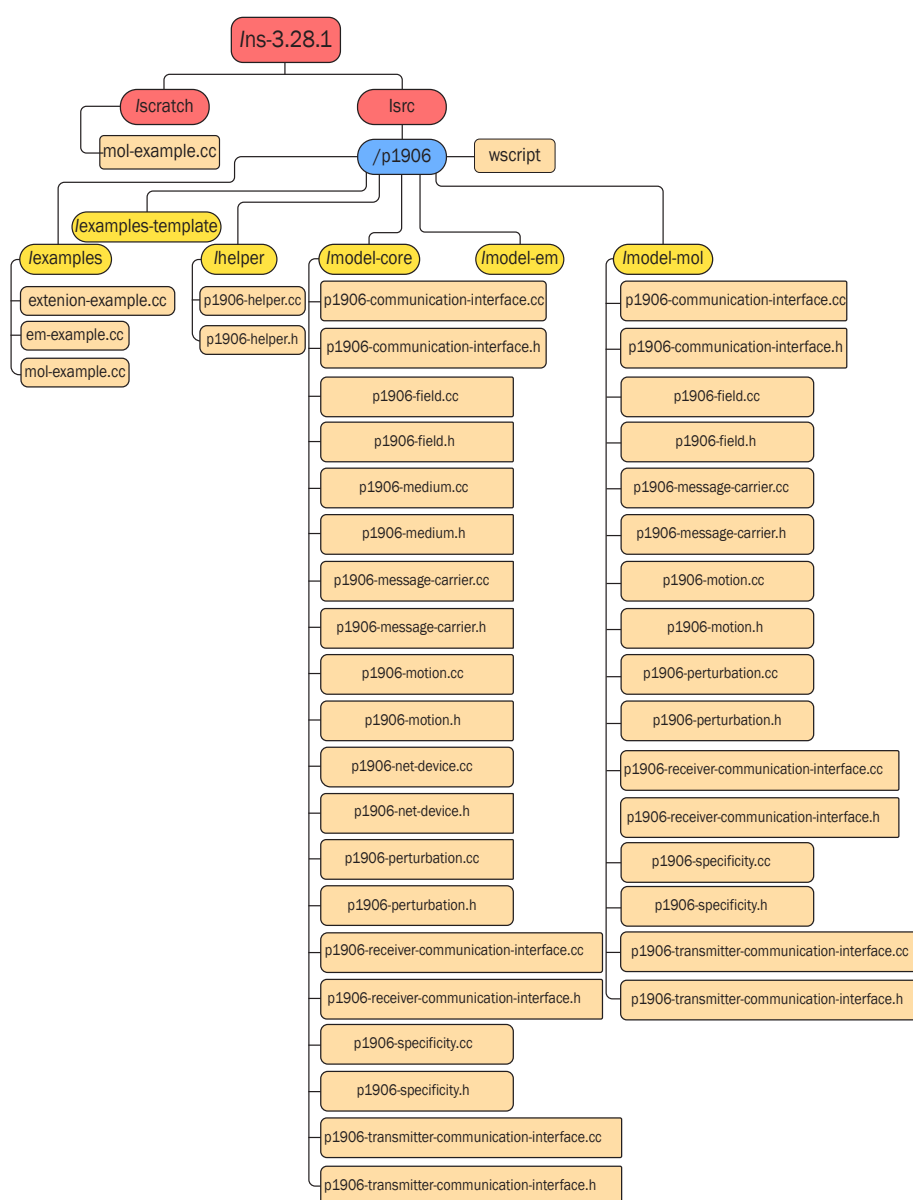 /ns-3.28.1
/scratch
/src
mol-example.cc
/p1906
wscript
/examples-template
/examples
/helper
/model-core
/model-em
/model-mol
extenion-example.cc
em-example.cc
mol-example.cc
p1906-helper.cc
p1906-helper.h
p1906-communication-interface.cc
p1906-communication-interface.h
p1906-field.cc
p1906-field.h
p1906-medium.cc
p1906-medium.h
p1906-message-carrier.cc
p1906-message-carrier.h
p1906-motion.cc
p1906-motion.h
p1906-net-device.cc
p1906-net-device.h
p1906-perturbation.cc
p1906-perturbation.h
p1906-receiver-communication-interface.cc
p1906-receiver-communication-interface.h
p1906-specificity.cc
p1906-specificity.h
p1906-transmitter-communication-interface.cc
p1906-transmitter-communication-interface.h
p1906-communication-interface.cc
p1906-communication-interface.h
p1906-field.cc
p1906-field.h
p1906-message-carrier.cc
p1906-message-carrier.h
p1906-motion.cc
p1906-motion.h
p1906-perturbation.cc
p1906-perturbation.h
p1906-receiver-communication-interface.cc
p1906-receiver-communication-interface.h
p1906-specificity.cc
p1906-specificity.h
p1906-transmitter-communication-interface.cc
p1906-transmitter-communication-interface.h